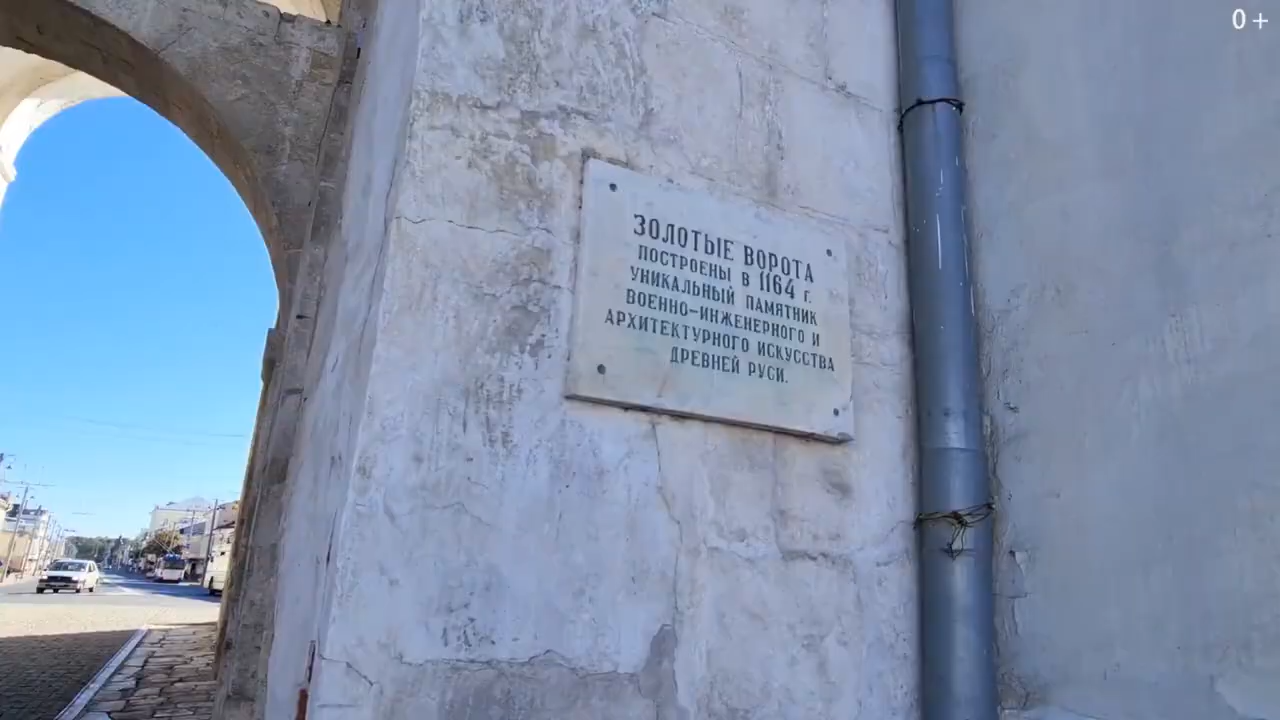 0+
ЗОЛОТЫЕ ВОРОТА
ПОСТРОЕНЫ В 1164 Г.
УНИКАЛЬНЫЙ ПАМЯТНИК
ВОЕННО-ИНЖЕНЕРНОГО И
АРХИТЕКТУРНОГО ИСКУССТВА
ДРЕВНЕЙ РУСИ.